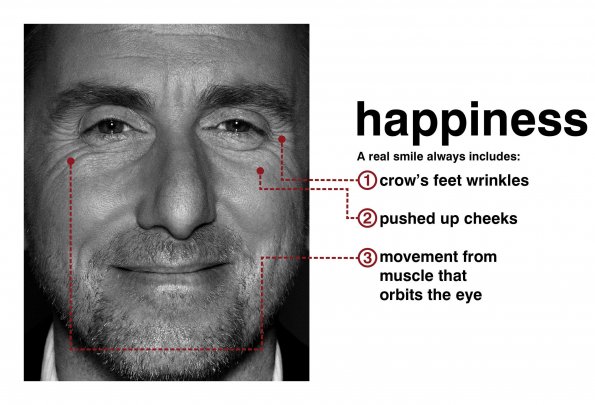 happiness
A real smile always includes:
1 crow's feet wrinkles
2 pushed up cheeks
3 movement from
muscle that
orbits the eye